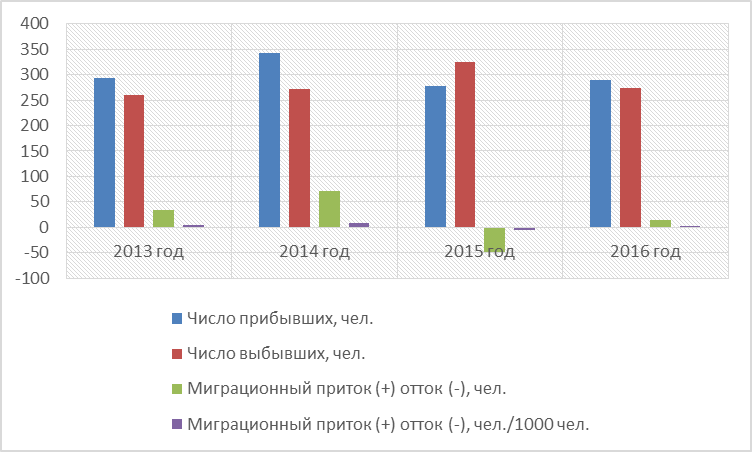 400
350
300
250
200
150
100
50
0
-50
-100
2013 год 2014 год 2015 год 2016 год
Число прибывших, чел.
Число выбывших, чел.
Миграционный приток (+) отток (-), чел.
Миграционный приток (+) отток (-), чел./1000 чел.